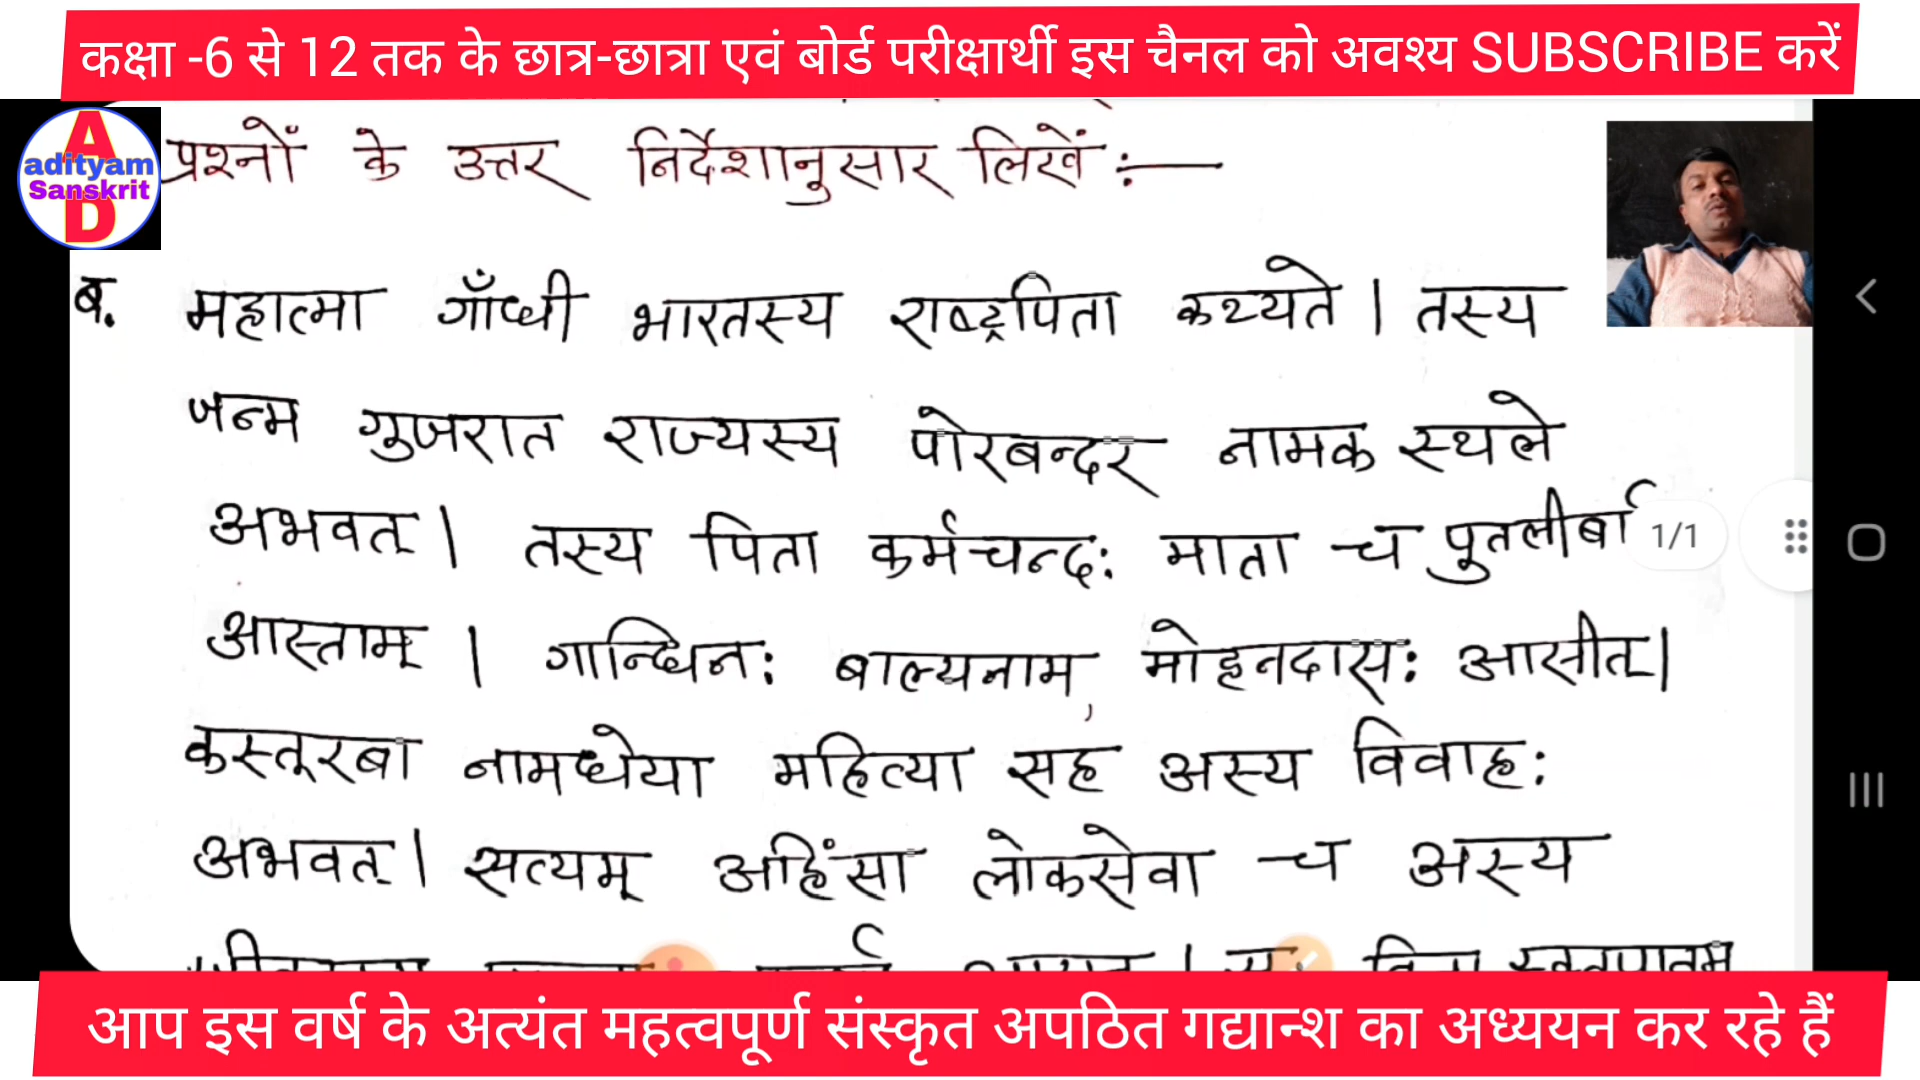 कक्षा -6 से 12 तक के छात्र-छात्रा एवं बोर्ड परीक्षार्थी इस चैनल को अवश्य SUBSCRIBE करें
A
adityam
Sanskrit
D
प्रश्नों के उत्तर निर्देशानुसार लिखें :—
ब. महात्मा गाँधी भारतस्य राष्ट्रपिता कथ्यते। तस्य
जन्म गुजरात राज्यस्य पोरबन्दर नामक स्थले
अभवत्। तस्य पिता कर्मचन्दः माता च पुतलीर्बा
1/1
आस्ताम्। गान्धिनः बाल्यनाम, मोहनदासः आसीत्।
कस्तूरबा नामधेया महित्या सह अस्य विवाहः
अभवत्। सत्यम् अहिंसा लोकसेवा च अस्य
आप इस वर्ष के अत्यंत महत्वपूर्ण संस्कृत अपठित गद्यान्श का अध्ययन कर रहे हैं